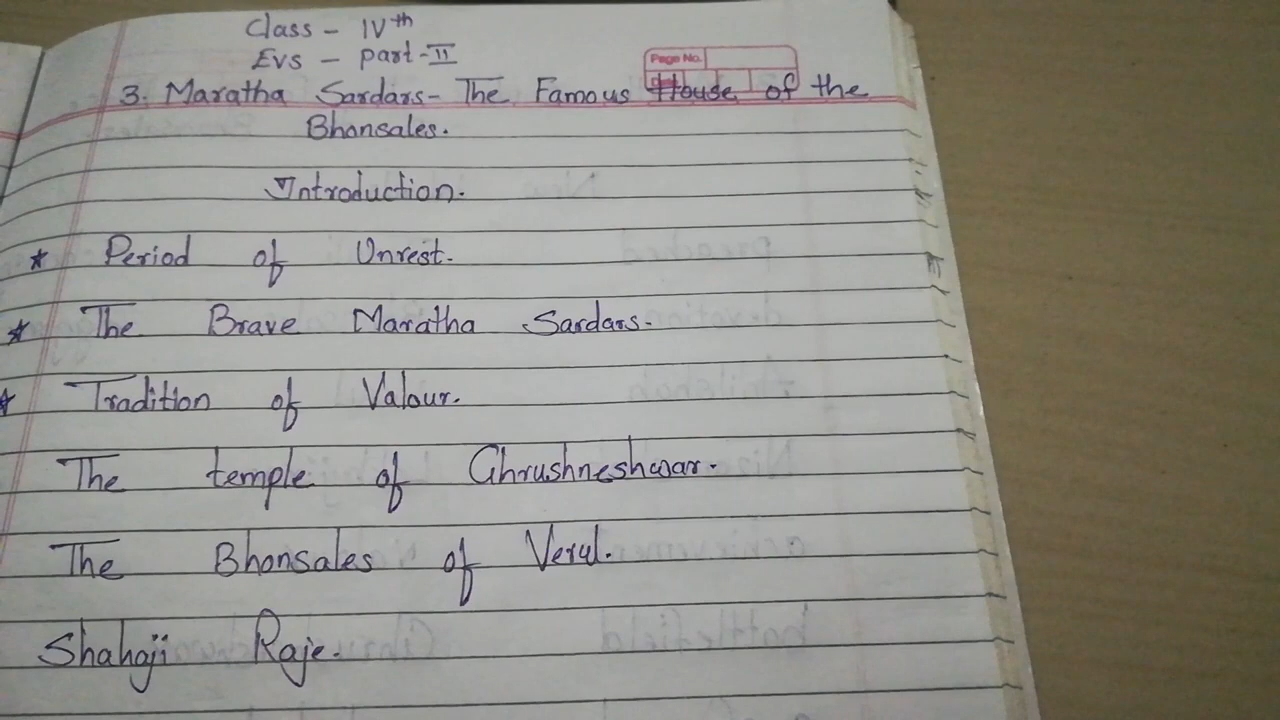 Class - IVth
Evs - Part-II
Page No.
3. Maratha Sardars- The Famous House of the
Bhonsales.
Introduction.
* Period of Unrest.
* The Brave Maratha Sardars.
* Tradition of Valour.
The temple of Ghrushneshwar.
The Bhonsales of Verul.
Shahaji Raje.